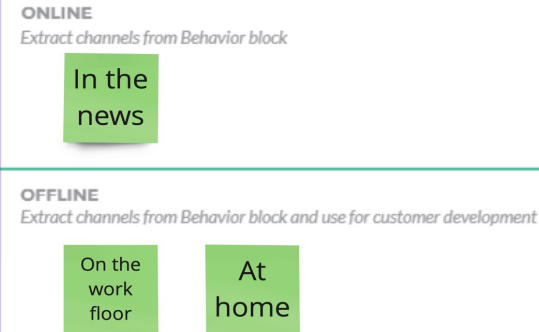 ONLINE
Extract channels from Behavior block
In the
news
OFFLINE
Extract channels from Behavior block and use for customer development
On the
work
floor
At
home